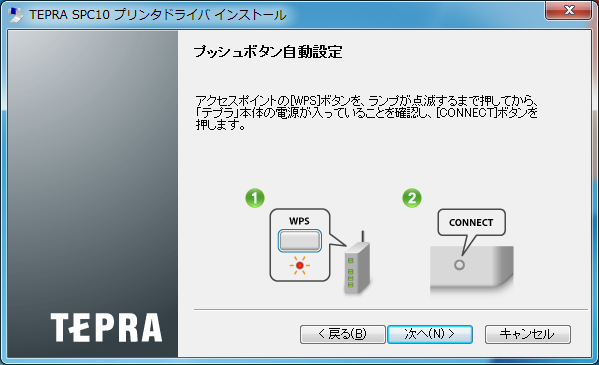 TEPRA SPC10 プリンタドライバ インストール
プッシュボタン自動設定
アクセスポイントの[WPS]ボタンを、ランプが点滅するまで押してから、
「テプラ」本体の電源が入っていることを確認し、[CONNECT]ボタンを
押します。
1
WPS
2
CONNECT
TEPRA
< 戻る(B)
次へ(N) >
キャンセル